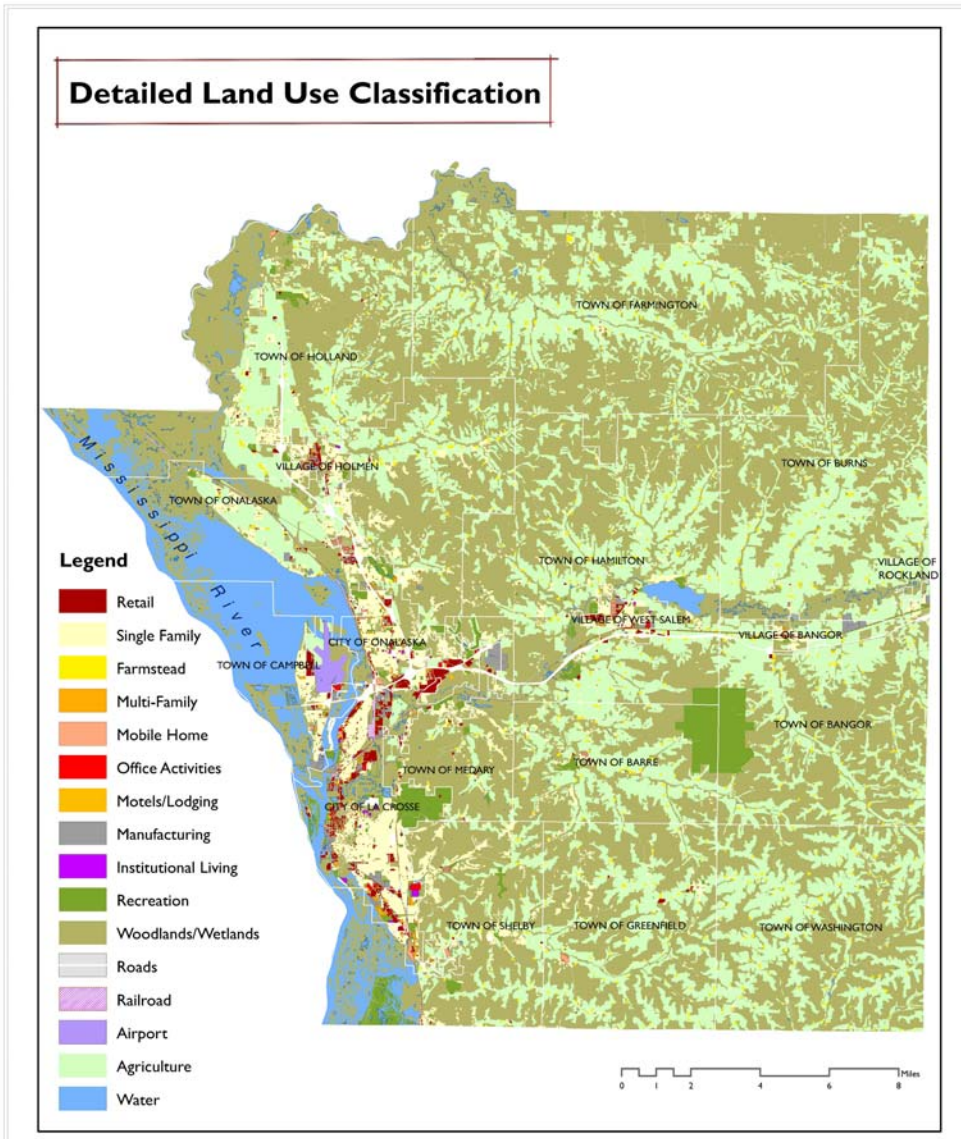 Detailed Land Use Classification
TOWN OF FARMINGTON
TOWN OF HOLLAND
VILLAGE OF HOLMEN
TOWN OF BURNS
TOWN OF ONALASKA
Mississippi River
TOWN OF HAMILTON
VILLAGE OF
ROCKLAND
VILLAGE OF WEST SALEM
VILLAGE OF BANGOR
CITY OF ONALASKA
TOWN OF CAMPBELL
TOWN OF BANGOR
TOWN OF BARRE
TOWN OF MEDARY
CITY OF LA CROSSE
TOWN OF SHELBY
TOWN OF GREENFIELD
TOWN OF WASHINGTON
Legend
Retail
Single Family
Farmstead
Multi-Family
Mobile Home
Office Activities
Motels/Lodging
Manufacturing
Institutional Living
Recreation
Woodlands/Wetlands
Roads
Railroad
Airport
Agriculture
Water
Miles
0 1 2 4 6 8